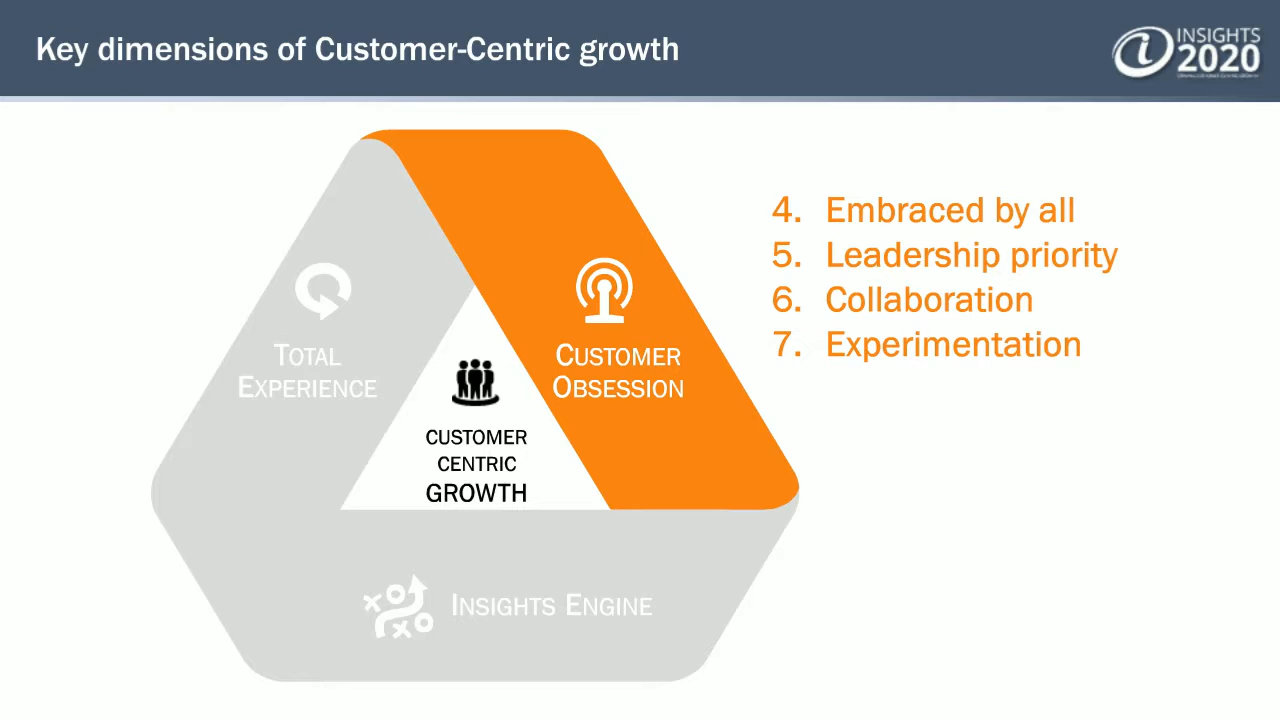 Key dimensions of Customer-Centric growth
INSIGHTS
2020
4. Embraced by all
5. Leadership priority
6. Collaboration
7. Experimentation
TOTAL
EXPERIENCE
CUSTOMER
OBSESSION
CUSTOMER
CENTRIC
GROWTH
INSIGHTS ENGINE